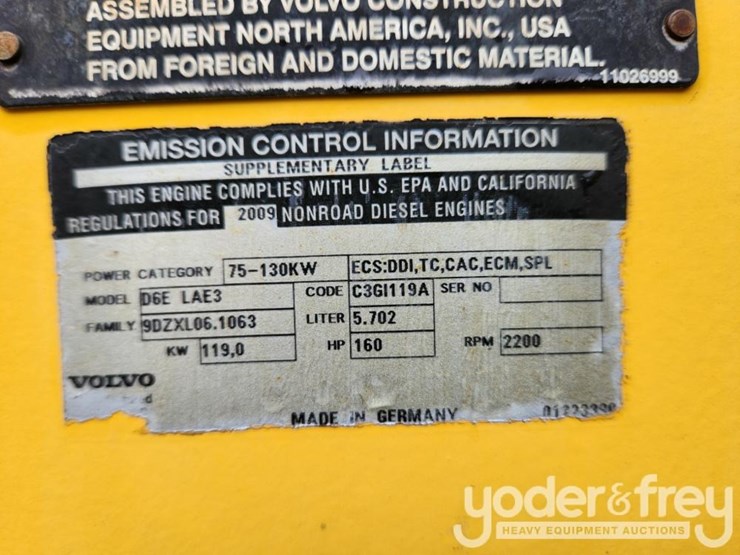 ASSEMBLED BY VOLVO CONSTRUCTION
EQUIPMENT NORTH AMERICA, INC., USA
FROM FOREIGN AND DOMESTIC MATERIAL.
11026999
EMISSION CONTROL INFORMATION
SUPPLEMENTARY LABEL
THIS ENGINE COMPLIES WITH U.S. EPA AND CALIFORNIA
REGULATIONS FOR 2009 NONROAD DIESEL ENGINES
POWER CATEGORY 75-130KW ECS:DDI,TC,CAC,ECM,SPL
MODEL D6E LAE3 CODE C3GI119A SER NO
FAMILY 9DZXL06.1063 LITER 5.702
KW 119,0 HP 160 RPM 2200
VOLVO
MADE IN GERMANY
yoder&frey
HEAVY EQUIPMENT AUCTIONS